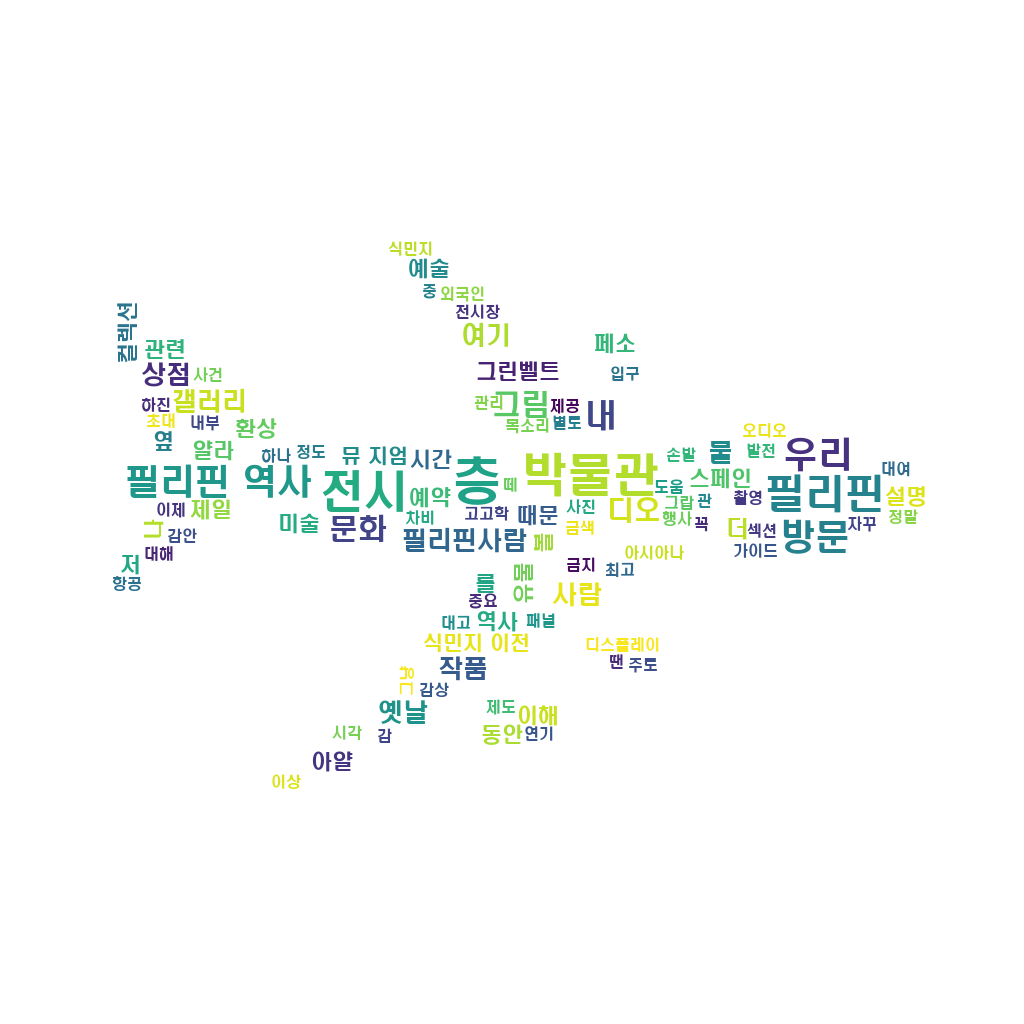 식민지
예술
중
외국인
전시장
여기
컬렉션
관련
페소
상점
사건
그린벨트
입구
하진
갤러리
관리
그림
제공
내
초대
내부
환상
목소리
별도
오디오
옆
얄라
하나
정도
뮤 지엄
시간
손발
물
발전
우리
필리핀 역사
전시
층
박물관
도움
스페인
필리핀
대여
이제
제일
예약
떼
사진
디오
그랍
관
촬영
설명
나
미술
문화
차비
고고학
때문
금색
행사
꼭
더
섹션
방문
자꾸
정말
감안
필리핀사람
폴
아시아나
가이드
저
대해
항공
를
유물
금지
최고
중요
사람
대고
역사
패널
식민지 이전
디스플레이
작품
땐
주토
그룹
감상
옛날
제도
이해
시각
감
동안
연기
아얄
이상